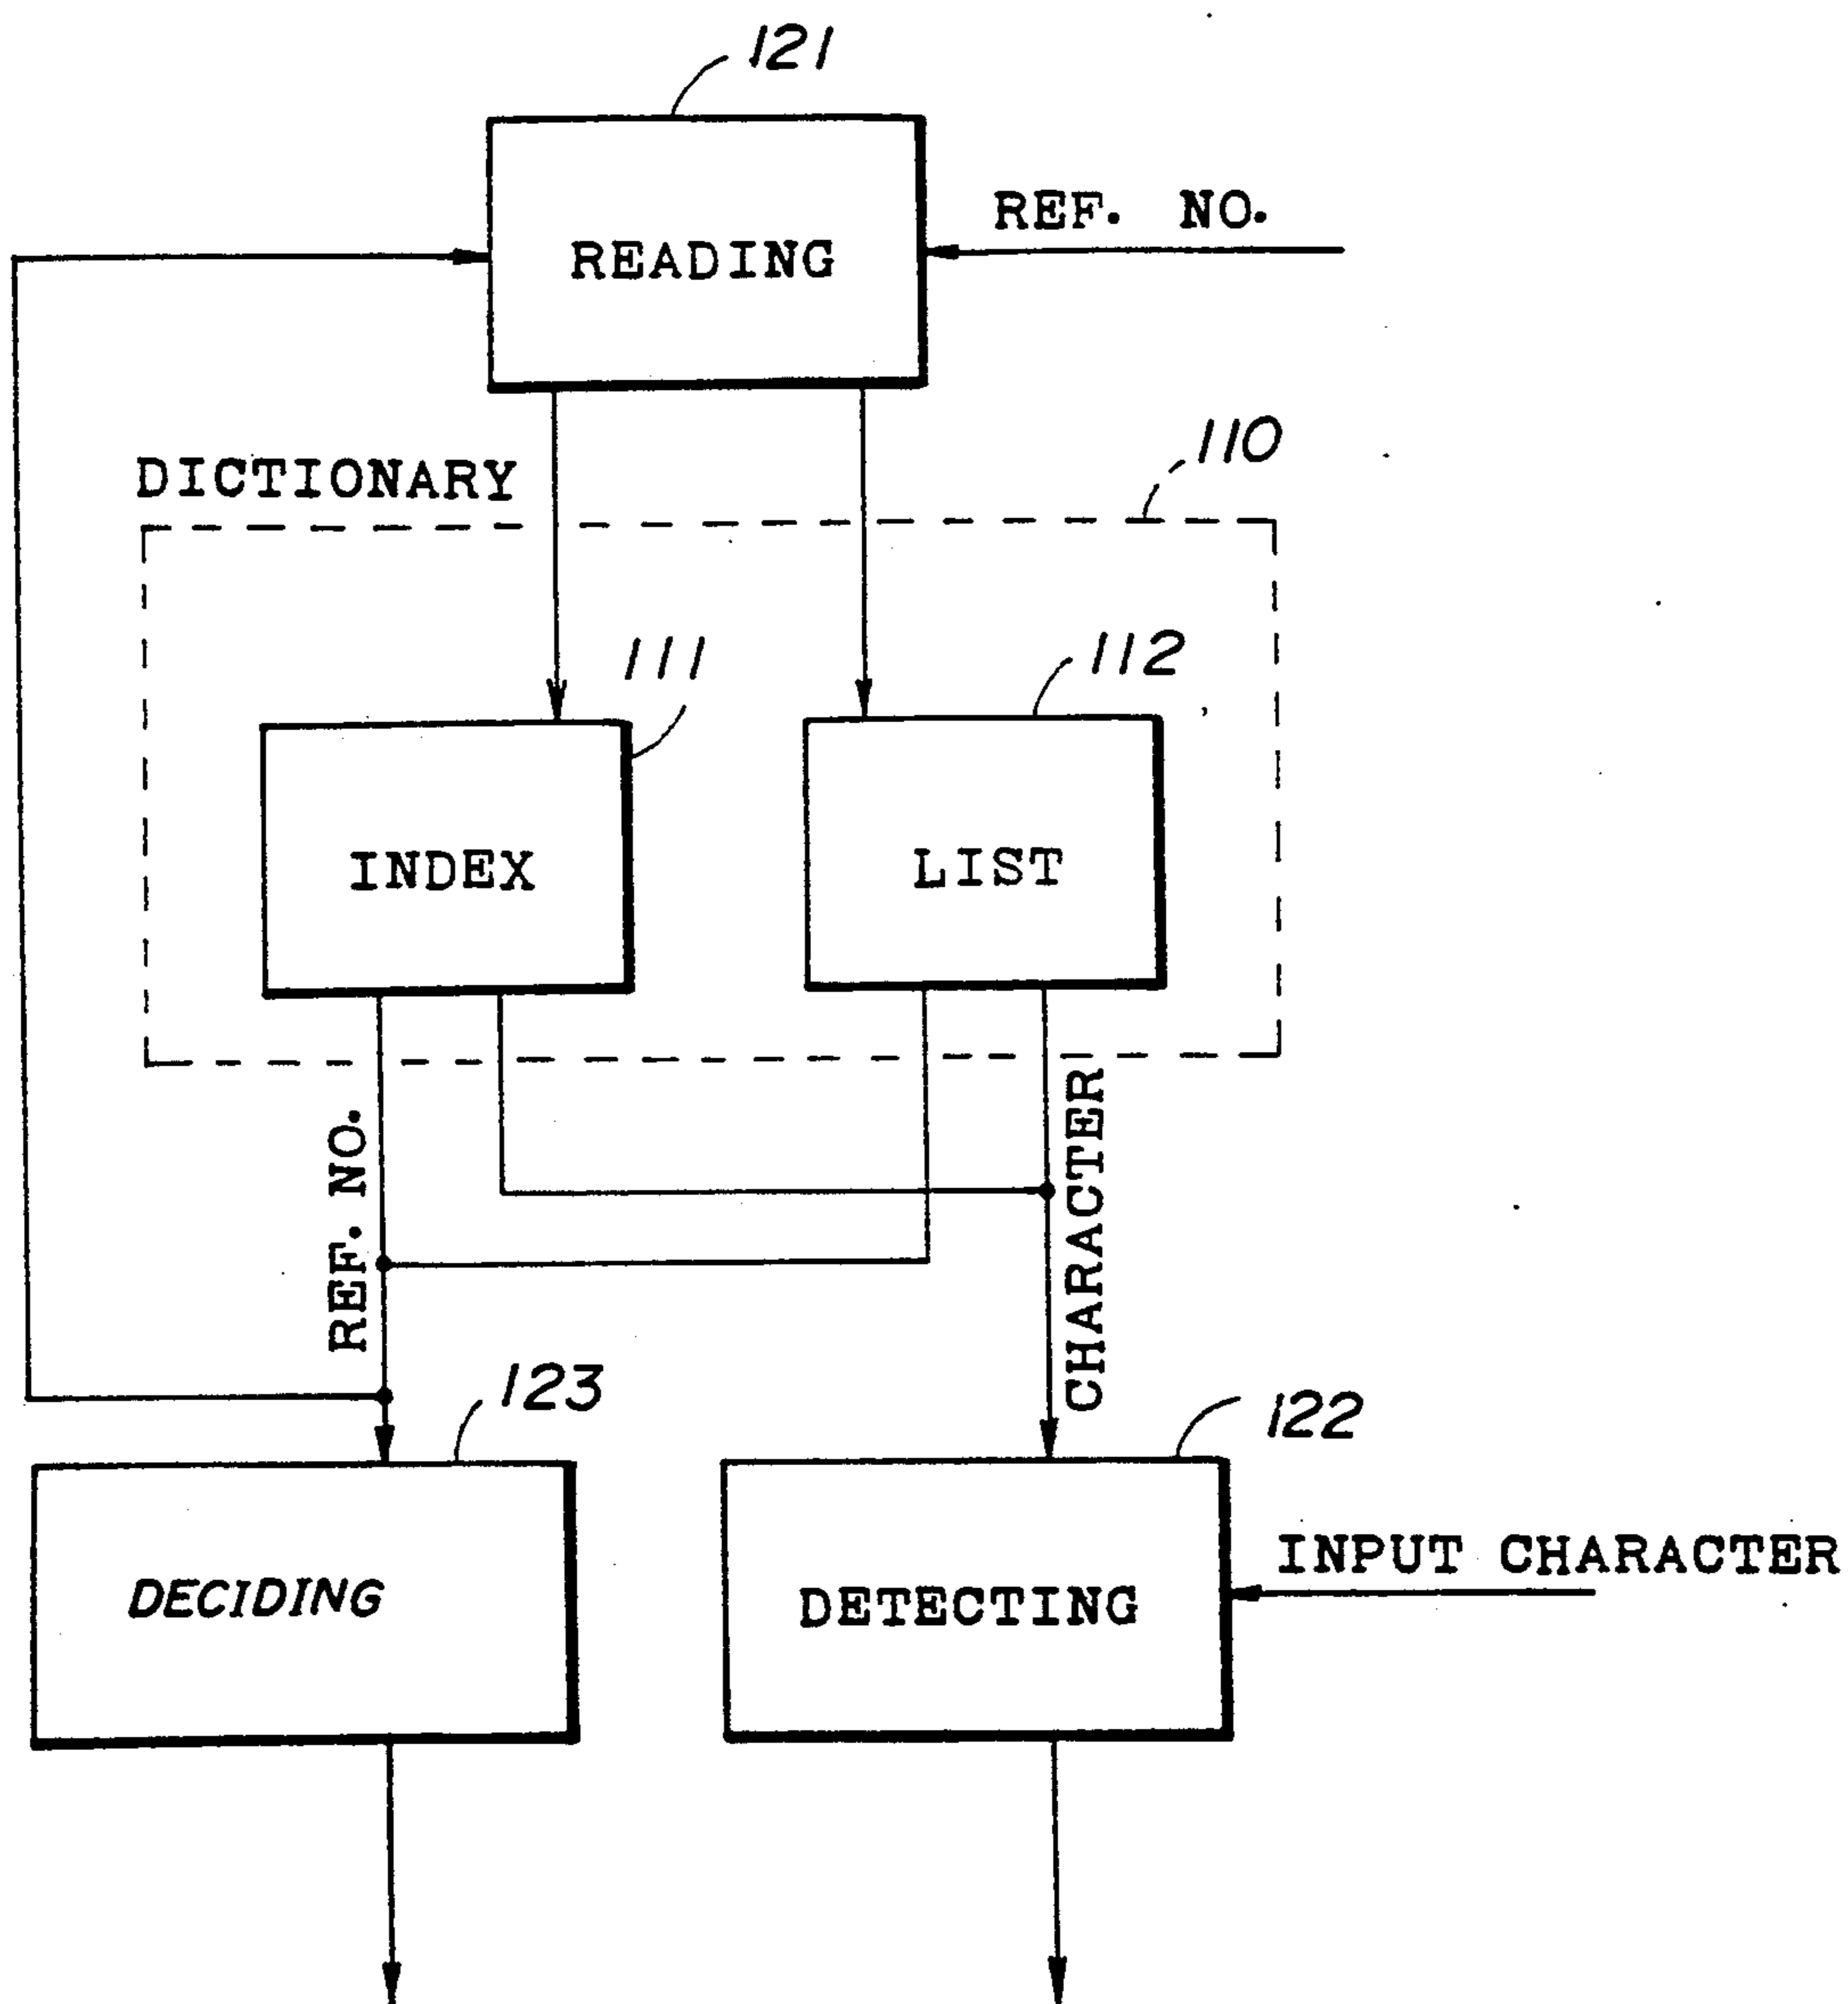 121
REF. NO.
READING
110
DICTIONARY
111
112
INDEX
LIST
REF. NO.
CHARACTER
123
122
INPUT CHARACTER
DECIDING
DETECTING